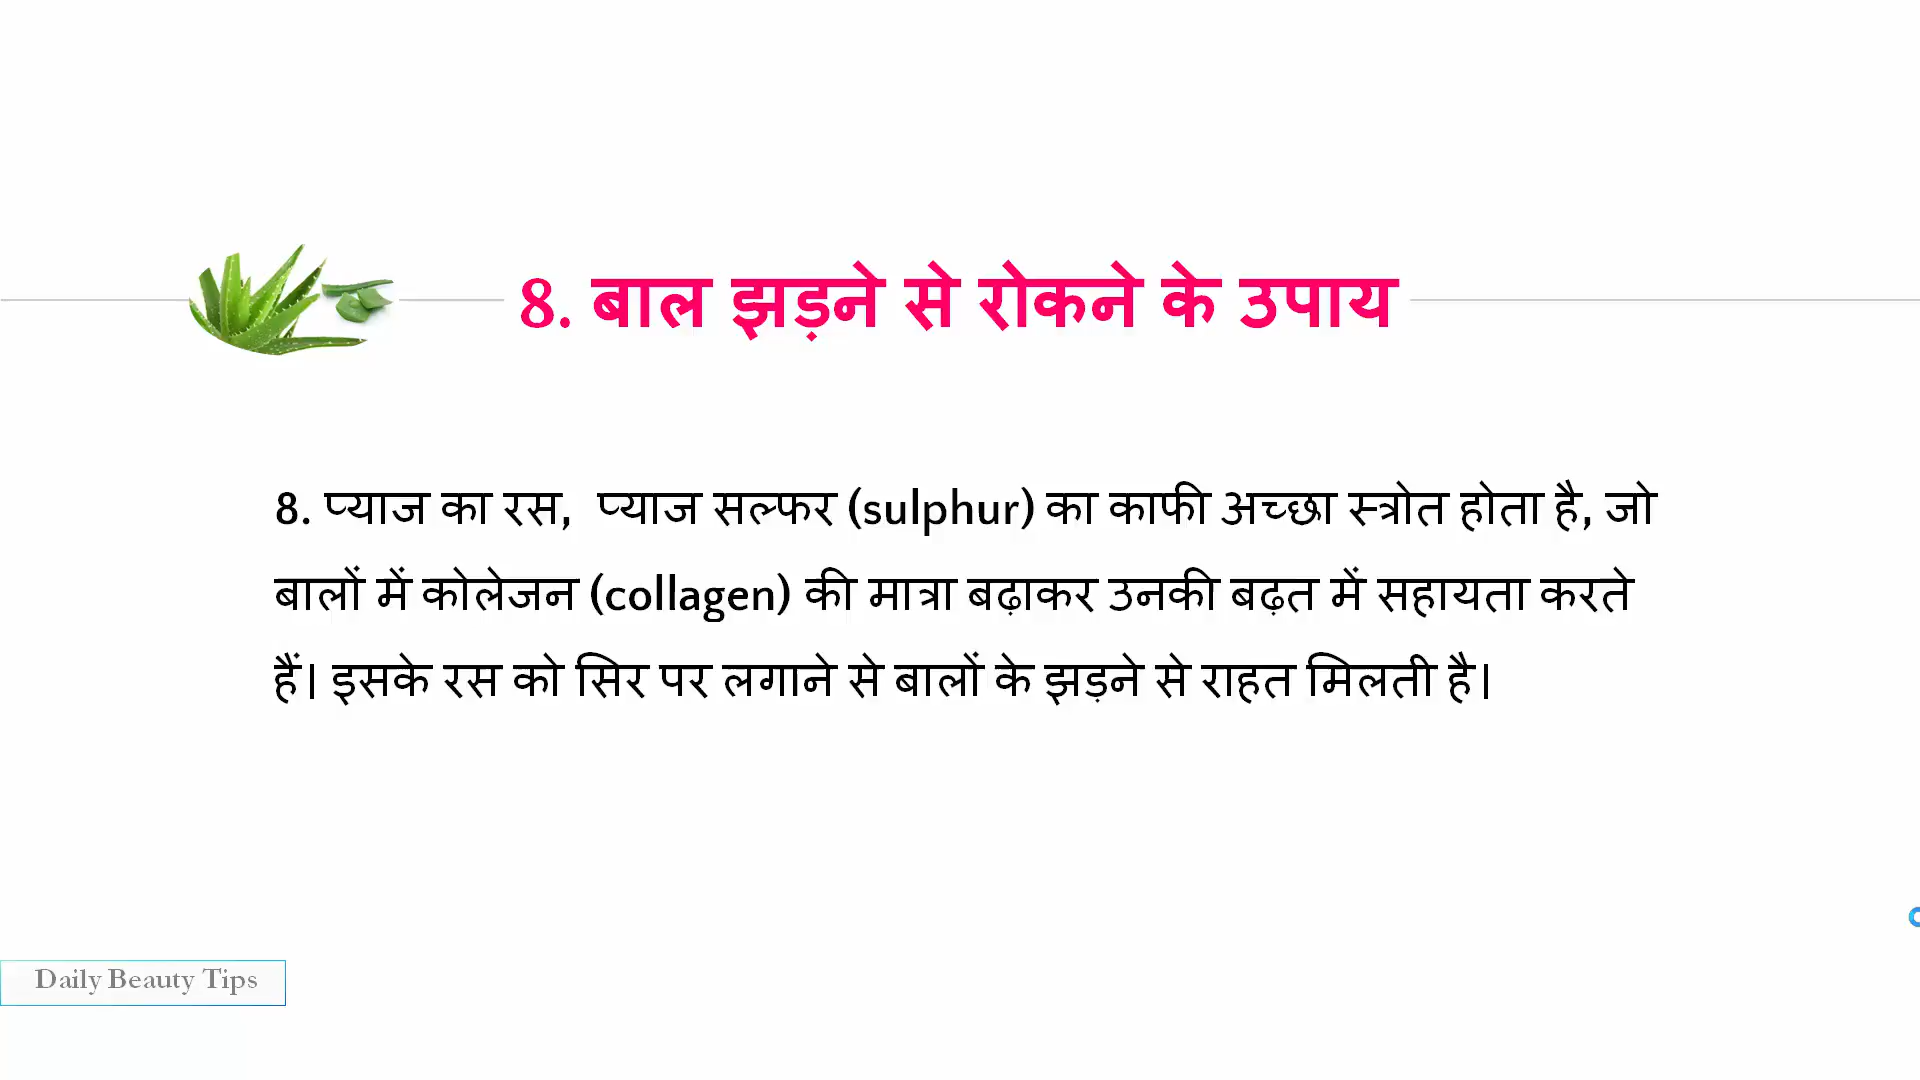 8. बाल झड़ने से रोकने के उपाय
8. प्याज का रस, प्याज सल्फर (sulphur) का काफी अच्छा स्त्रोत होता है, जो
बालों में कोलेजन (collagen) की मात्रा बढ़ाकर उनकी बढ़त में सहायता करते
हैं। इसके रस को सिर पर लगाने से बालों के झड़ने से राहत मिलती है।
Daily Beauty Tips